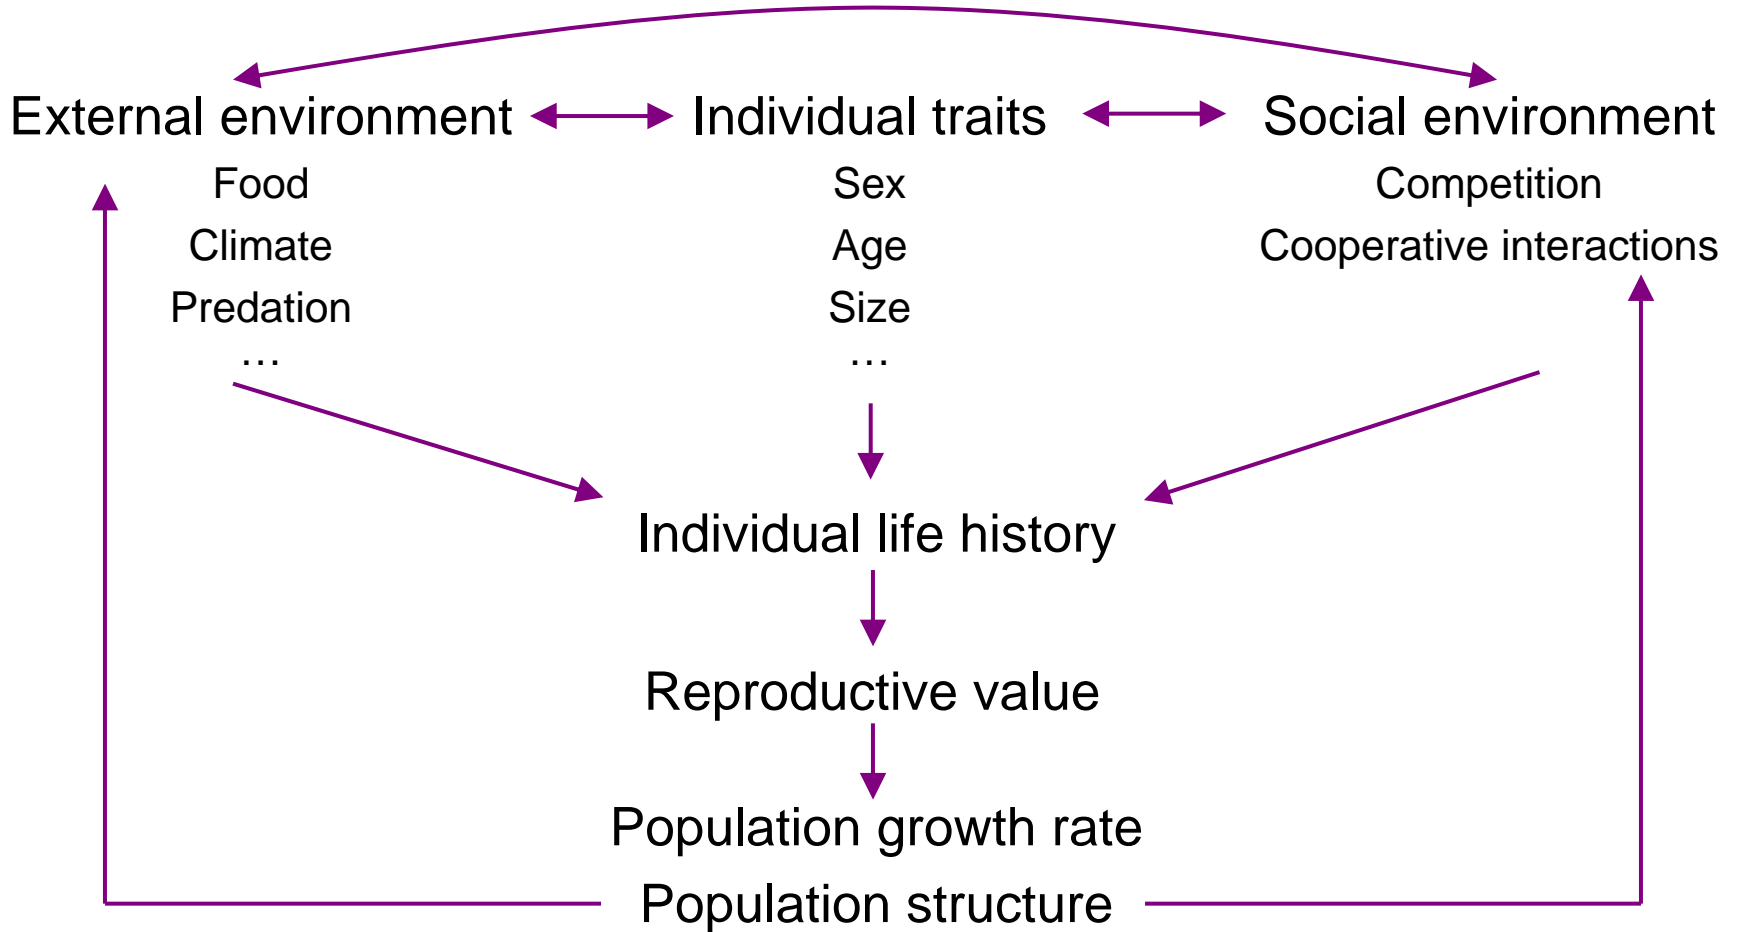 External environment
Individual traits
Social environment
Food
Climate
Predation
…
Sex
Age
Size
…
Competition
Cooperative interactions
Individual life history
Reproductive value
Population growth rate
Population structure